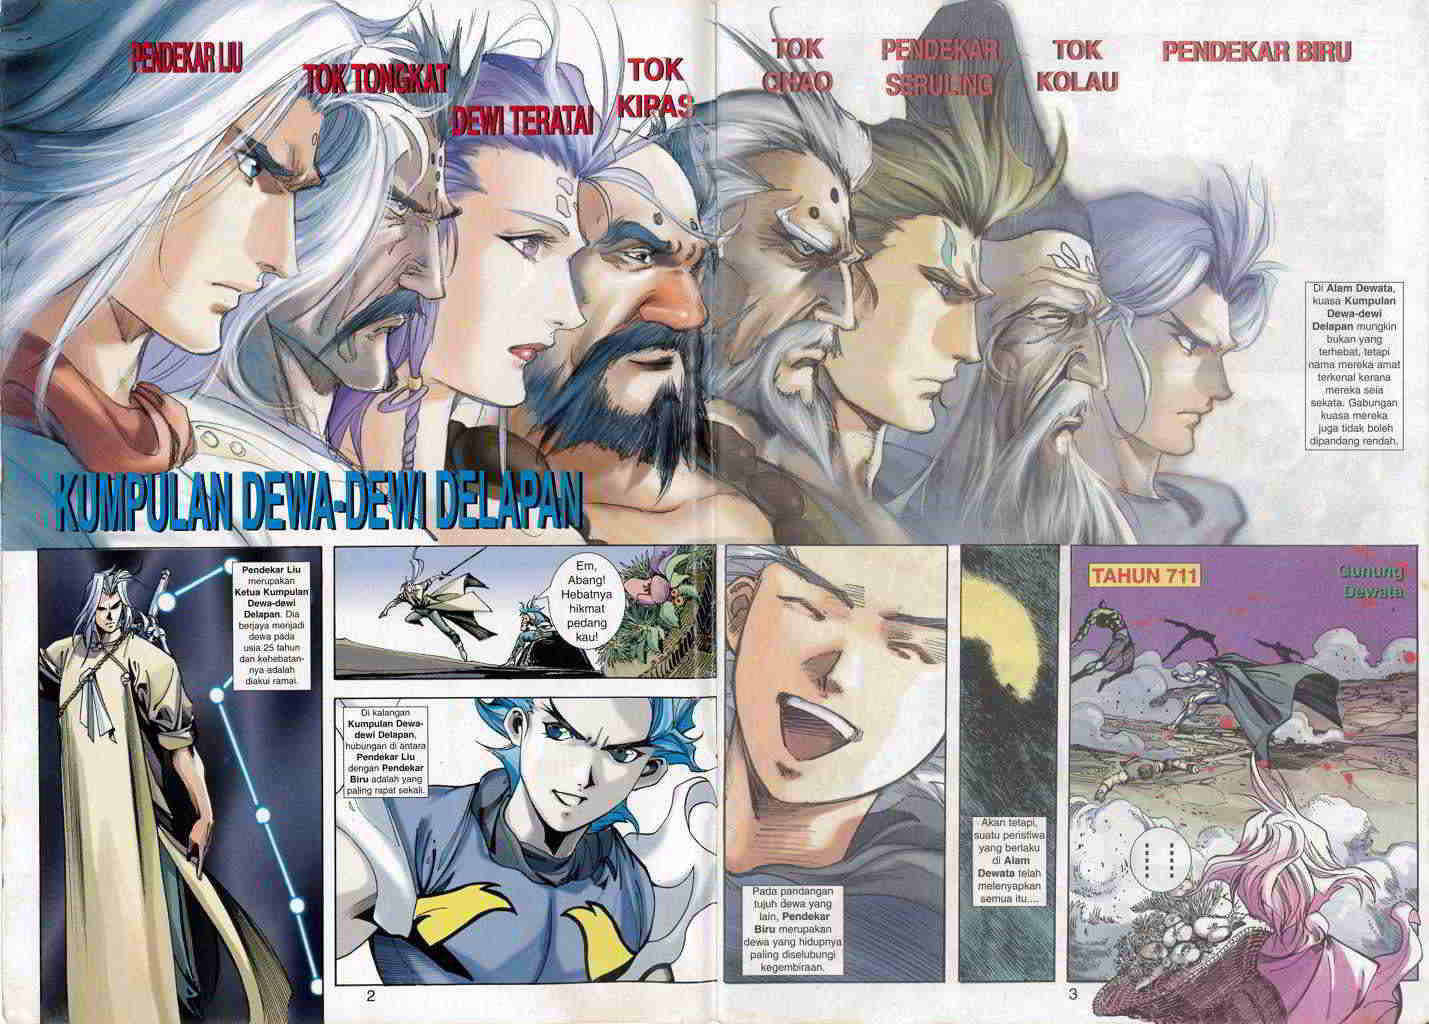 PENDEKAR LIU
TOK TONGKAT
DEWI TERATAI
TOK
KIPAS
TOK
CHAO
PENDEKAR
SERULING
TOK
KOLAU
PENDEKAR BIRU
Di Alam Dewata,
kuasa Kumpulan
Dewa-dewi
Delapan mungkin
bukan yang
terhebat, tetapi
nama mereka amat
terkenal kerana
mereka seia
sekata. Gabungan
kuasa mereka
juga tidak boleh
dipandang rendah.
KUMPULAN DEWA-DEWI DELAPAN
Pendekar Liu
merupakan
Ketua Kumpulan
Dewa-dewi
Delapan. Dia
berjaya menjadi
dewa pada
usia 25 tahun
dan kehebatan-
nya adalah
diakui ramai.
Em,
Abang!
Hebatnya
hikmat
pedang
kau!
Di kalangan
Kumpulan Dewa-
dewi Delapan,
hubungan di antara
Pendekar Liu
dengan Pendekar
Biru adalah yang
paling rapat sekali.
2
Pada pandangan
tujuh dewa yang
lain, Pendekar
Biru merupakan
dewa yang hidupnya
paling diselubungi
kegembiraan.
Akan tetapi,
suatu peristiwa
yang berlaku
di Alam
Dewata telah
melenyapkan
semua itu....
TAHUN 711
Gunung
Dewata
3